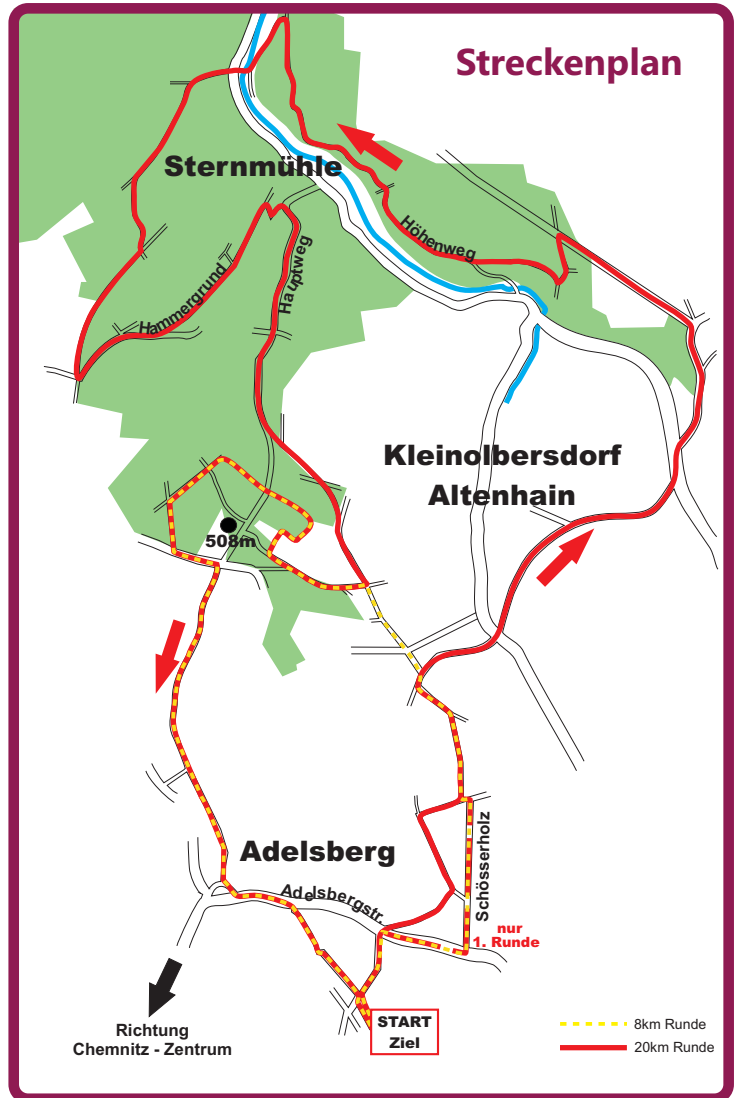 Streckenplan
Sternmühle
Höhenweg
Hauptweg
Hammergrund
Kleinolbersdorf
Altenhain
508m
Adelsberg
Adelsbergstr.
Schösserholz
nur
1. Runde
START
Ziel
Richtung
Chemnitz - Zentrum
8km Runde
20km Runde